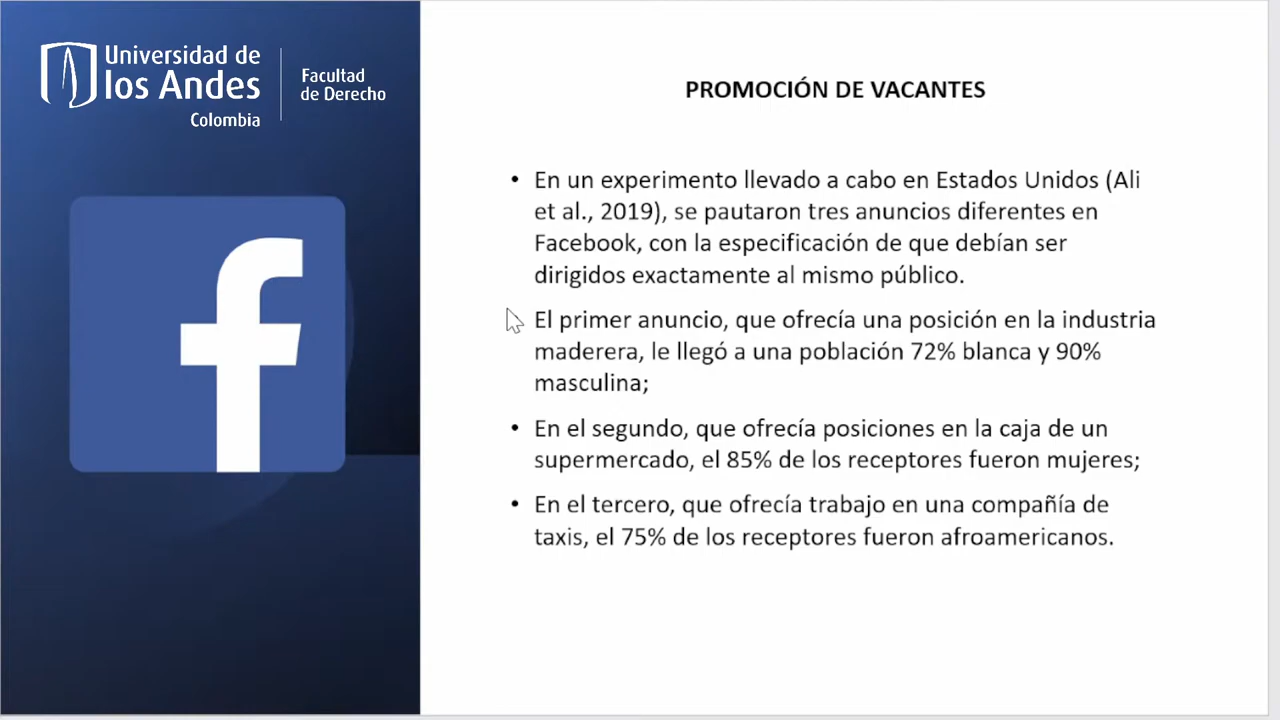 Universidad de
los Andes
Colombia
Facultad
de Derecho
PROMOCIÓN DE VACANTES
• En un experimento llevado a cabo en Estados Unidos (Ali
et al., 2019), se pautaron tres anuncios diferentes en
Facebook, con la especificación de que debían ser
dirigidos exactamente al mismo público.
El primer anuncio, que ofrecía una posición en la industria
maderera, le llegó a una población 72% blanca y 90%
masculina;
• En el segundo, que ofrecía posiciones en la caja de un
supermercado, el 85% de los receptores fueron mujeres;
• En el tercero, que ofrecía trabajo en una compañía de
taxis, el 75% de los receptores fueron afroamericanos.